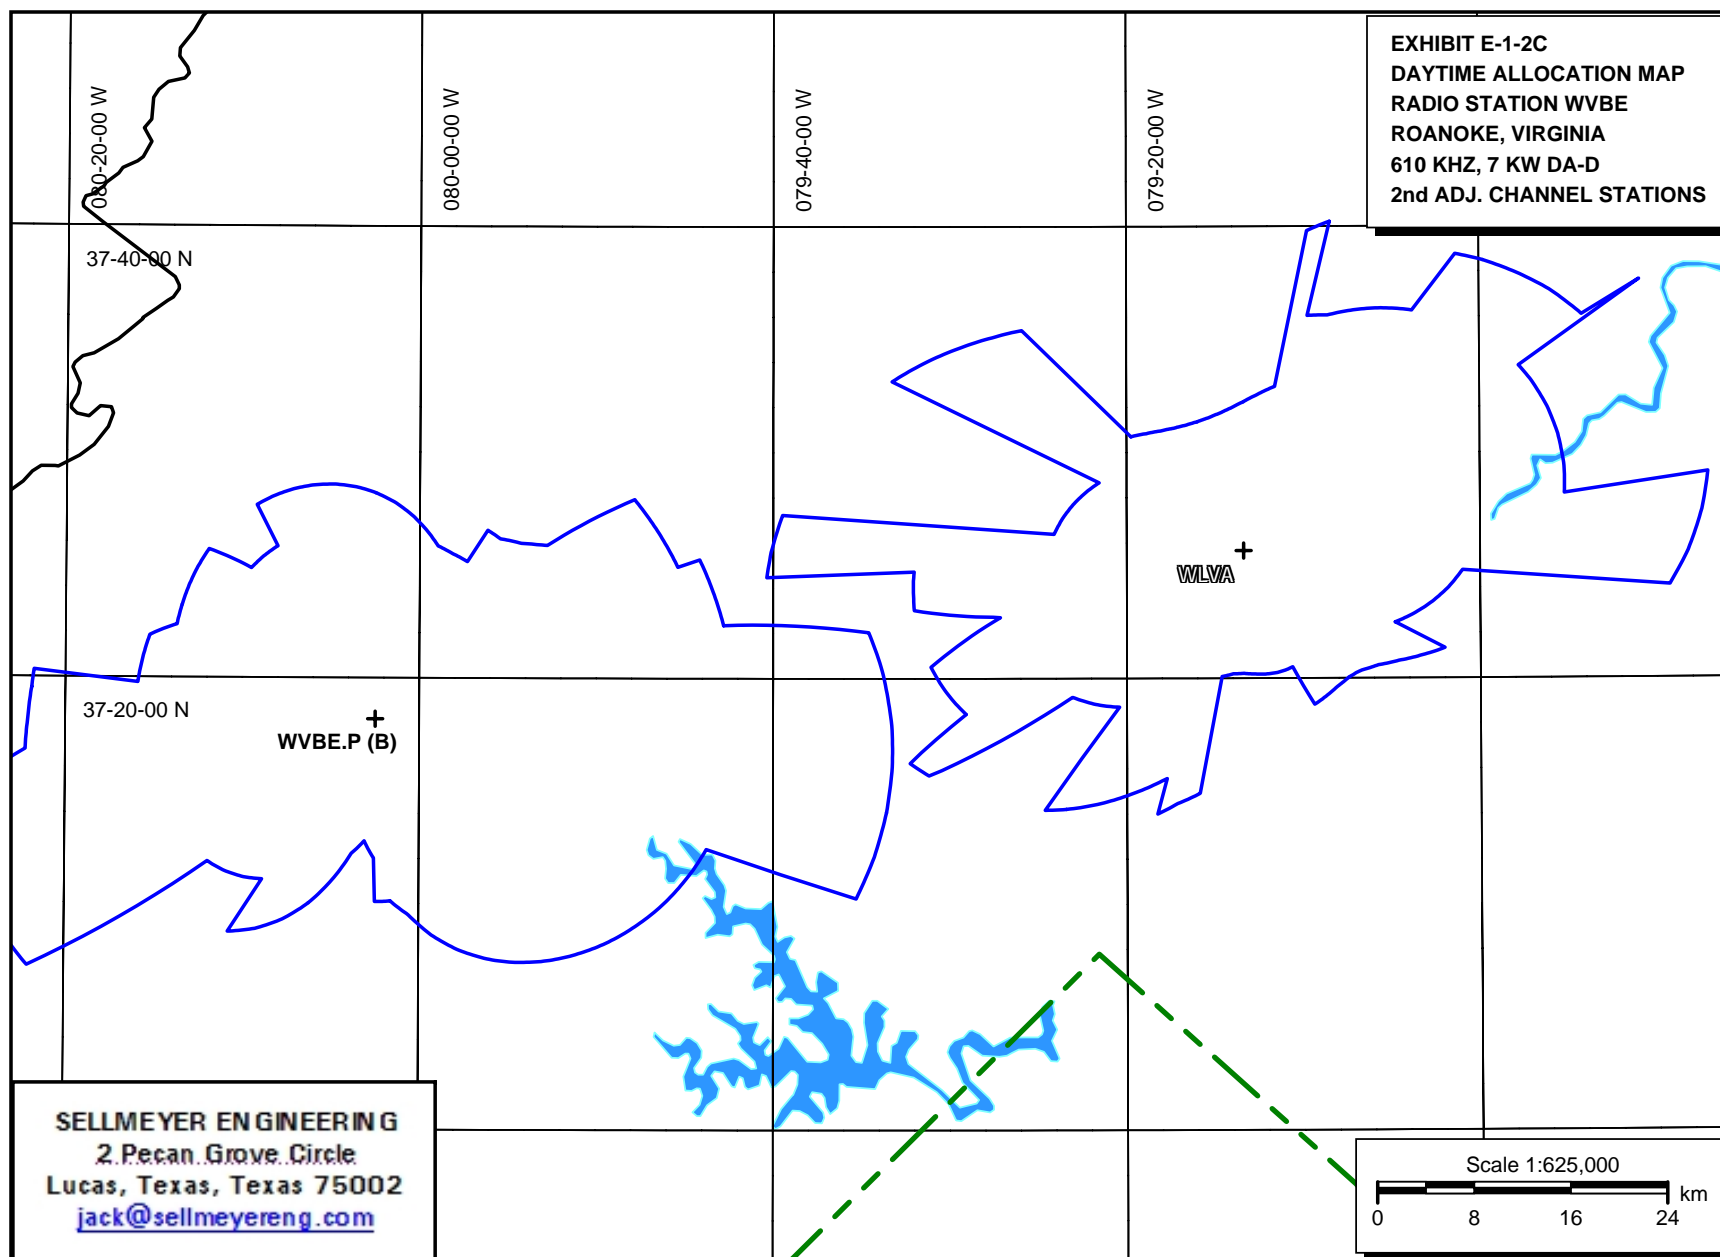 EXHIBIT E-1-2C
DAYTIME ALLOCATION MAP
RADIO STATION WVBE
ROANOKE, VIRGINIA
610 KHZ, 7 KW DA-D
2nd ADJ. CHANNEL STATIONS
080-20-00 W
080-00-00 W
079-40-00 W
079-20-00 W
37-40-00 N
WLVA
37-20-00 N
WVBE.P (B)
SELLMEYER ENGINEERING
2 Pecan Grove Circle
Lucas, Texas, Texas 75002
jack@sellmeyereng.com
Scale 1:625,000
km
0 8 16 24